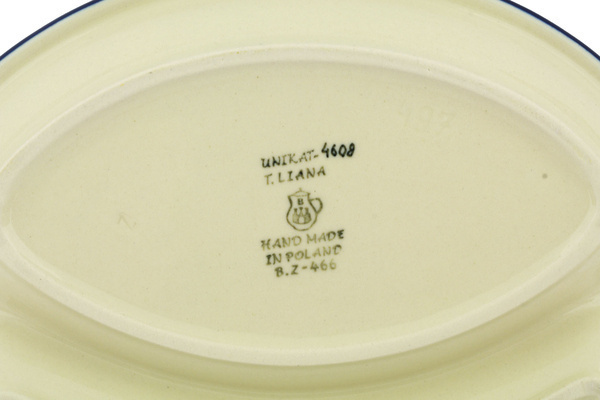 UNIKAT-4608
T. LIANA
HAND MADE
IN POLAND
B.Z-466